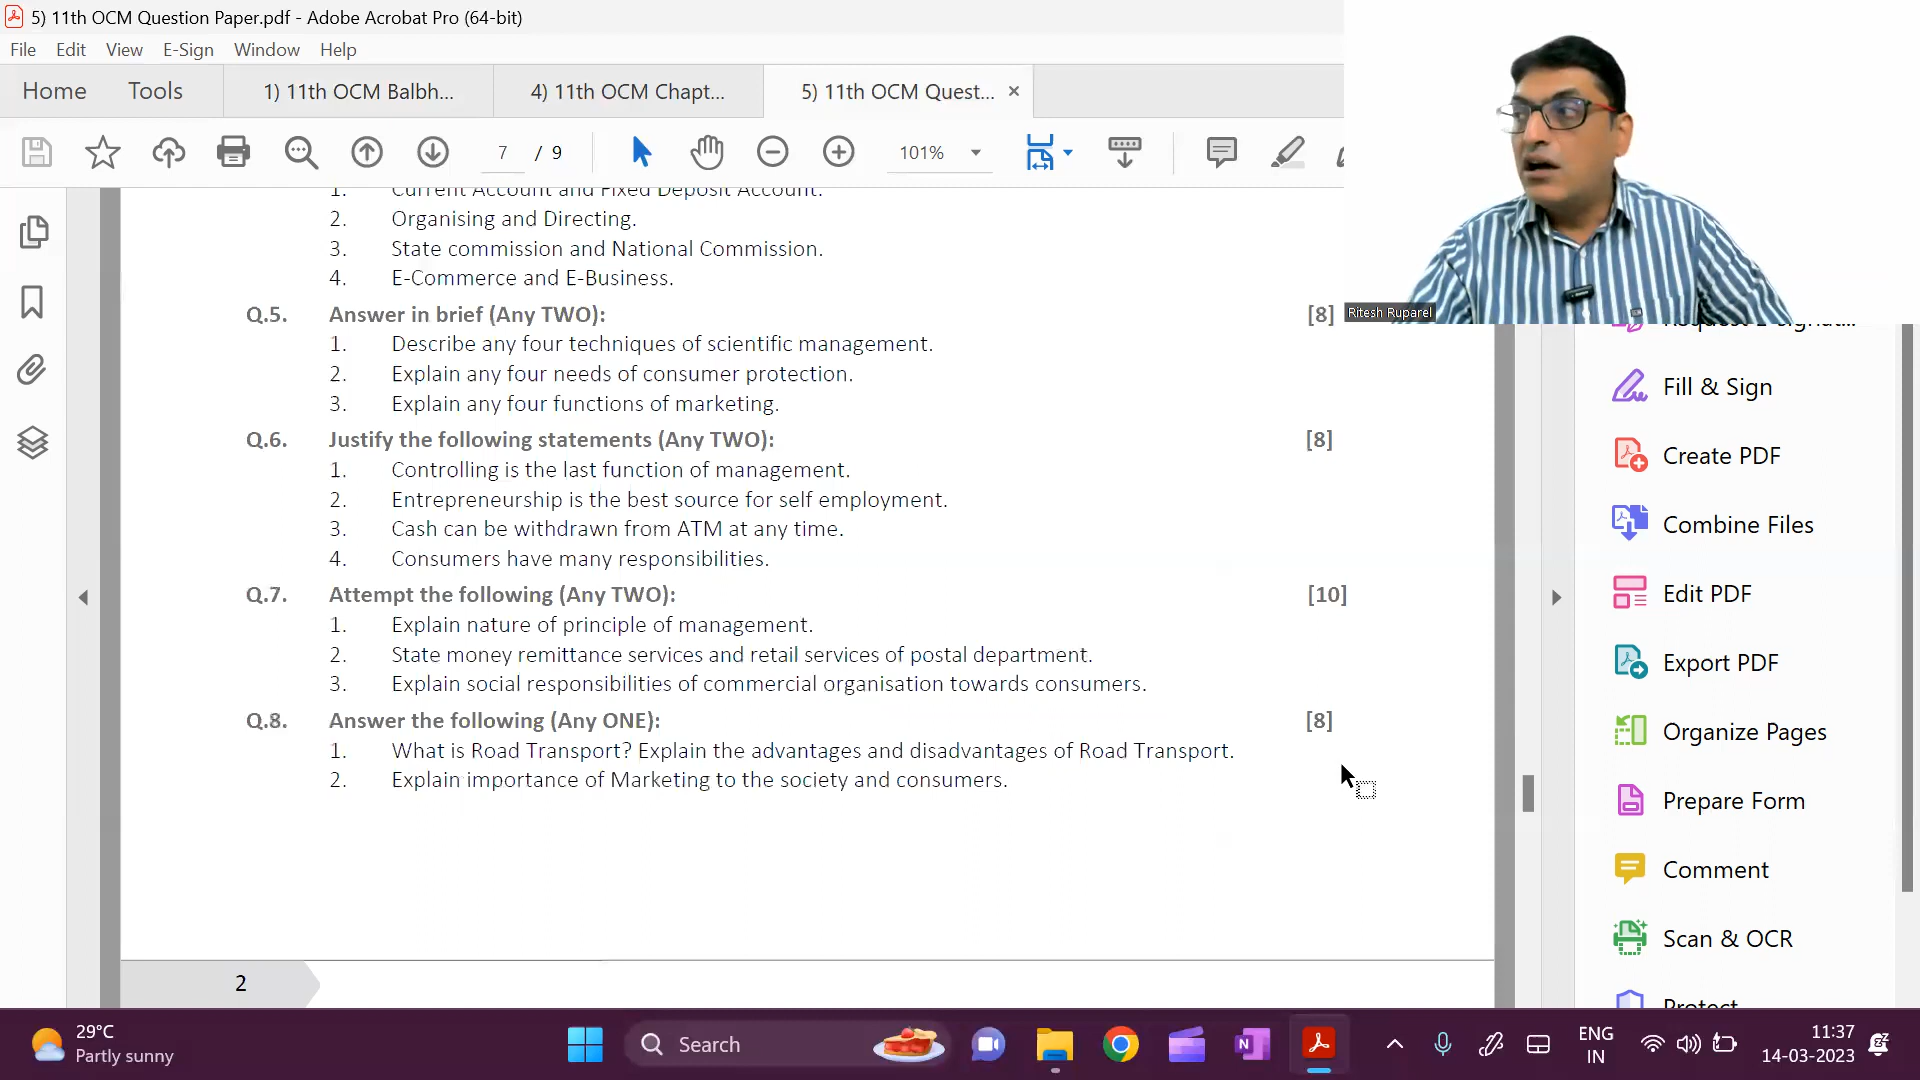 5) 11th OCM Question Paper.pdf - Adobe Acrobat Pro (64-bit)
File Edit View E-Sign Window Help
Home Tools 1) 11th OCM Balbh... 4) 11th OCM Chapt... 5) 11th OCM Quest... ×
7 / 9 101%
1. Current Account and Fixed Deposit Account.
2. Organising and Directing.
3. State commission and National Commission.
4. E-Commerce and E-Business.
Q.5. Answer in brief (Any TWO): [8]
1. Describe any four techniques of scientific management.
2. Explain any four needs of consumer protection.
3. Explain any four functions of marketing.
Q.6. Justify the following statements (Any TWO): [8]
1. Controlling is the last function of management.
2. Entrepreneurship is the best source for self employment.
3. Cash can be withdrawn from ATM at any time.
4. Consumers have many responsibilities.
Q.7. Attempt the following (Any TWO): [10]
1. Explain nature of principle of management.
2. State money remittance services and retail services of postal department.
3. Explain social responsibilities of commercial organisation towards consumers.
Q.8. Answer the following (Any ONE): [8]
1. What is Road Transport? Explain the advantages and disadvantages of Road Transport.
2. Explain importance of Marketing to the society and consumers.
2
Ritesh Ruparel
Fill & Sign
Create PDF
Combine Files
Edit PDF
Export PDF
Organize Pages
Prepare Form
Comment
Scan & OCR
Protect
29°C
Partly sunny
Search
ENG
IN
11:37
14-03-2023